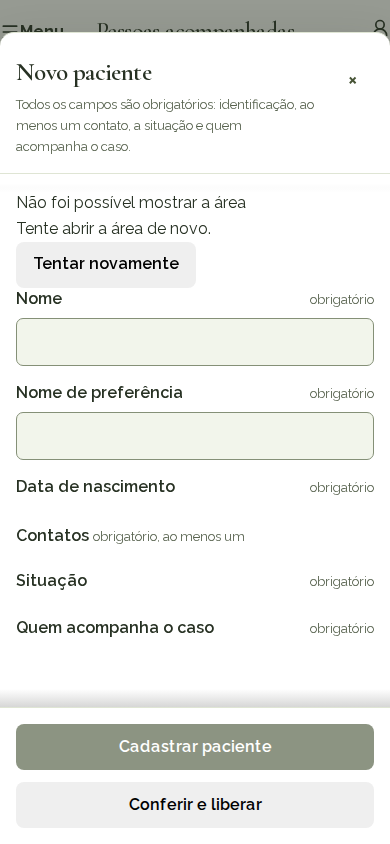 Menu
Pessoas acompanhadas
Novo paciente
×
Todos os campos são obrigatórios: identificação, ao
menos um contato, a situação e quem
acompanha o caso.
Não foi possível mostrar a área
Tente abrir a área de novo.
Tentar novamente
Nome obrigatório
Nome de preferência obrigatório
Data de nascimento obrigatório
Contatos obrigatório, ao menos um
Situação obrigatório
Quem acompanha o caso obrigatório
Cadastrar paciente
Conferir e liberar